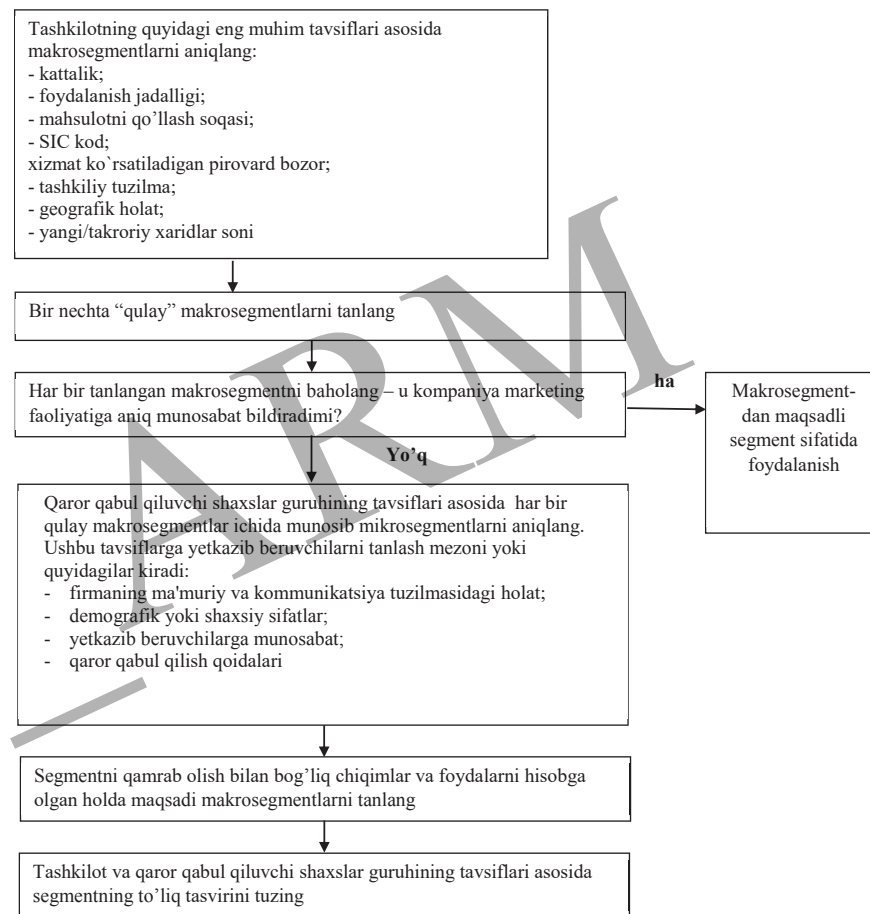 Tashkilotning quyidagi eng muhim tavsiflari asosida
makrosegmentlarni aniqlang:
- kattalik;
- foydalanish jadalligi;
- mahsulotni qo’llash soqasi;
- SIC kod;
xizmat ko`rsatiladigan pirovard bozor;
- tashkiliy tuzilma;
- geografik holat;
- yangi/takroriy xaridlar soni
Bir nechta “qulay” makrosegmentlarni tanlang
Har bir tanlangan makrosegmentni baholang – u kompaniya marketing
faoliyatiga aniq munosabat bildiradimi?
ha
Makrosegment-
dan maqsadli
segment sifatida
foydalanish
Yo’q
Qaror qabul qiluvchi shaxslar guruhining tavsiflari asosida har bir
qulay makrosegmentlar ichida munosib mikrosegmentlarni aniqlang.
Ushbu tavsiflarga yetkazib beruvchilarni tanlash mezoni yoki
quyidagilar kiradi:
- firmaning ma'muriy va kommunikatsiya tuzilmasidagi holat;
- demografik yoki shaxsiy sifatlar;
- yetkazib beruvchilarga munosabat;
- qaror qabul qilish qoidalari
Segmentni qamrab olish bilan bog’liq chiqimlar va foydalarni hisobga
olgan holda maqsadi makrosegmentlarni tanlang
Tashkilot va qaror qabul qiluvchi shaxslar guruhining tavsiflari asosida
segmentning to’liq tasvirini tuzing
_ARM